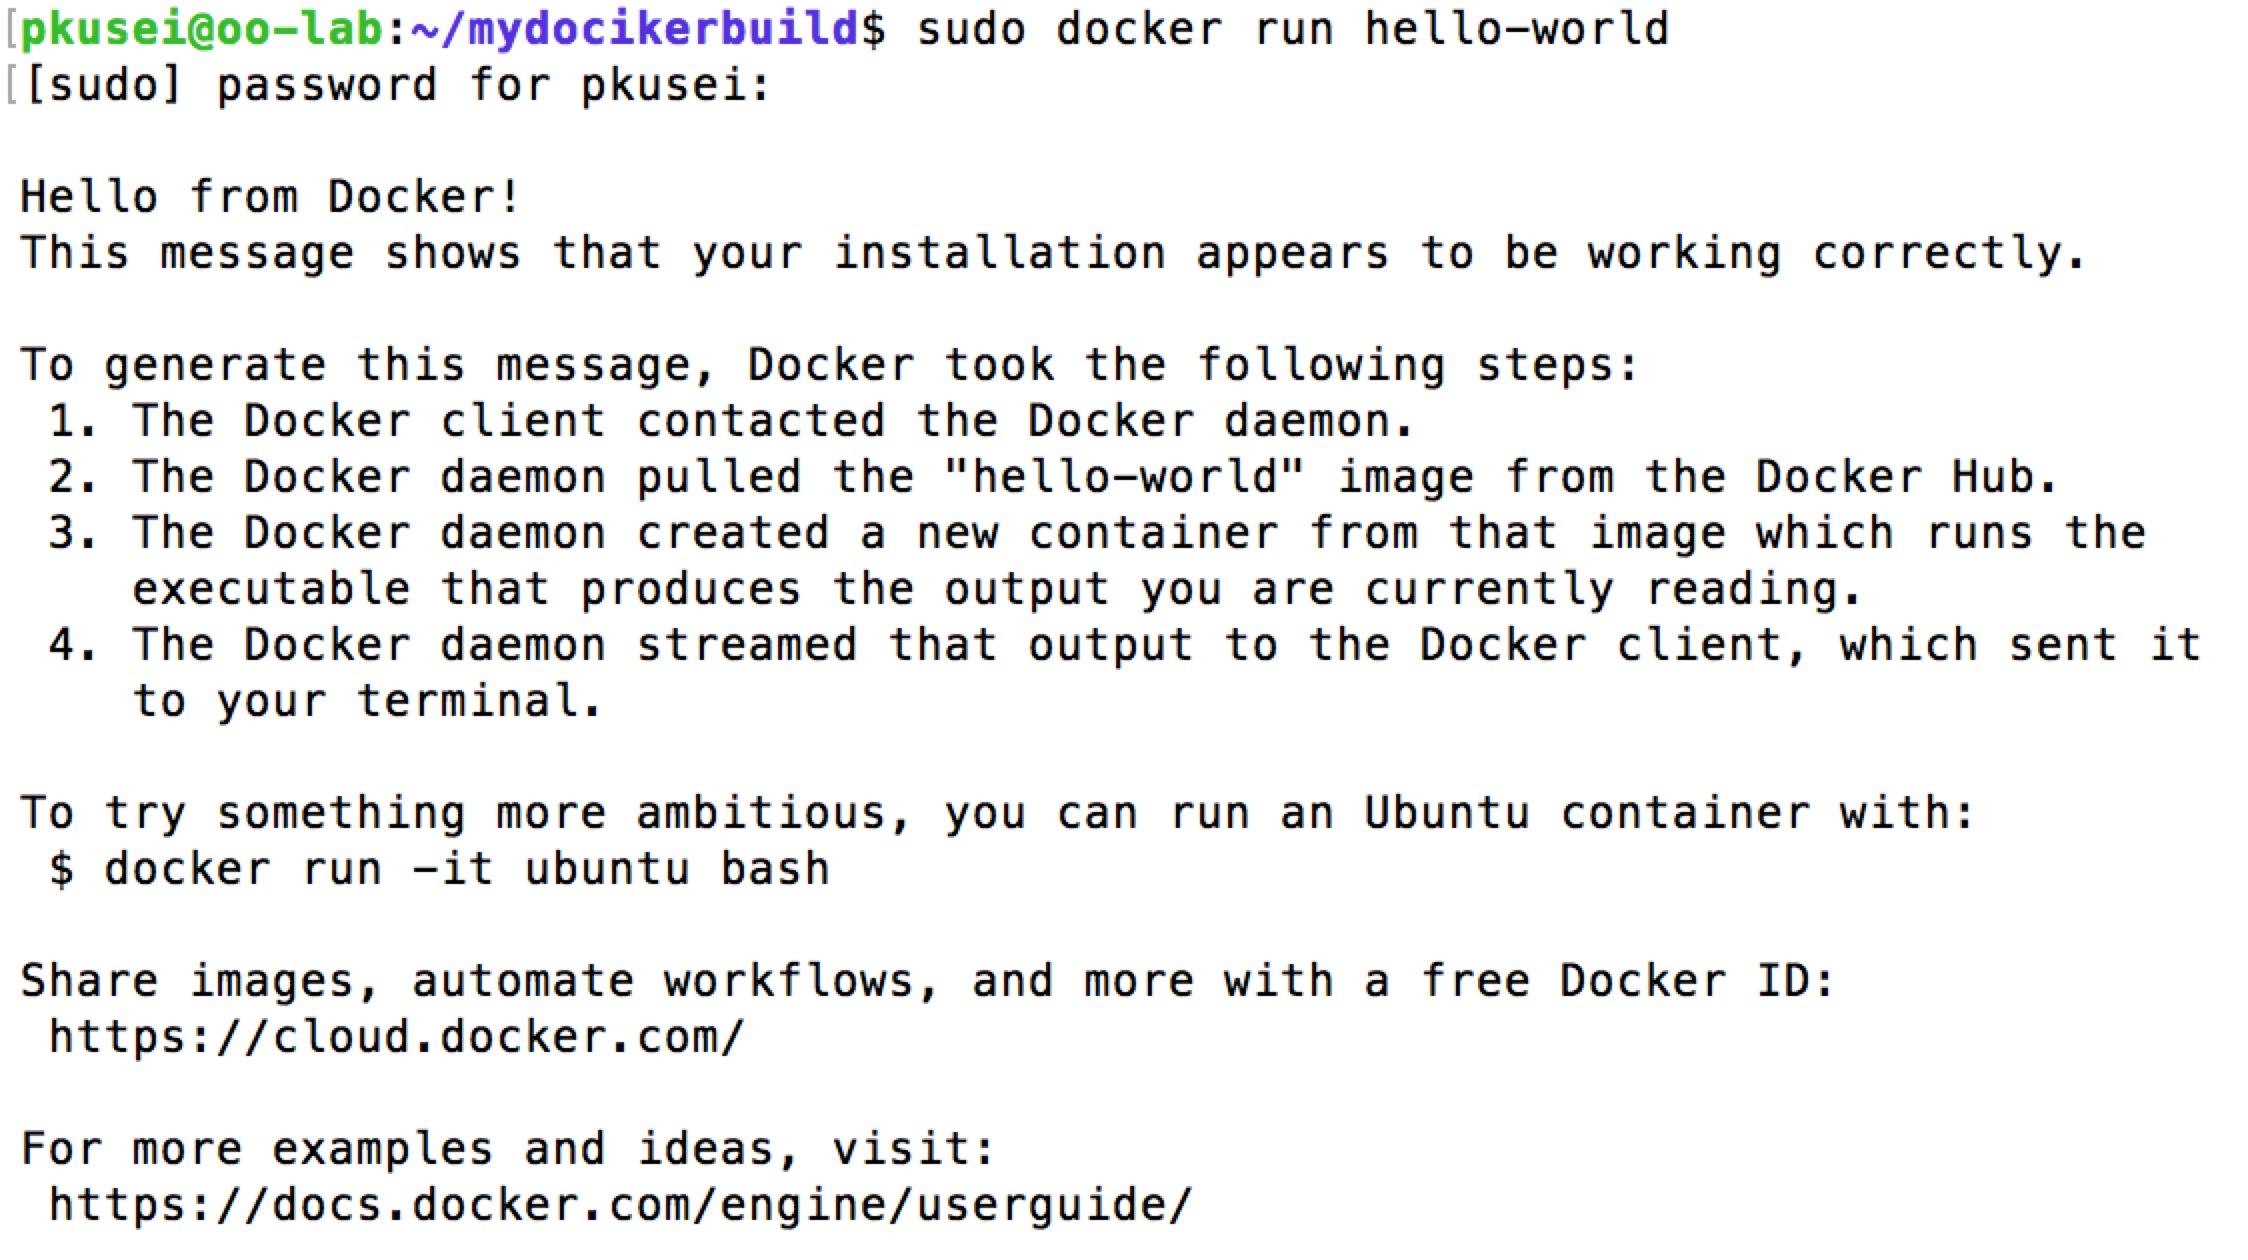 [pkusei@oo-lab:~/mydocikerbuild$ sudo docker run hello-world
[[sudo] password for pkusei:
Hello from Docker!
This message shows that your installation appears to be working correctly.
To generate this message, Docker took the following steps:
1. The Docker client contacted the Docker daemon.
2. The Docker daemon pulled the "hello-world" image from the Docker Hub.
3. The Docker daemon created a new container from that image which runs the
executable that produces the output you are currently reading.
4. The Docker daemon streamed that output to the Docker client, which sent it
to your terminal.
To try something more ambitious, you can run an Ubuntu container with:
$ docker run -it ubuntu bash
Share images, automate workflows, and more with a free Docker ID:
https://cloud.docker.com/
For more examples and ideas, visit:
https://docs.docker.com/engine/userguide/